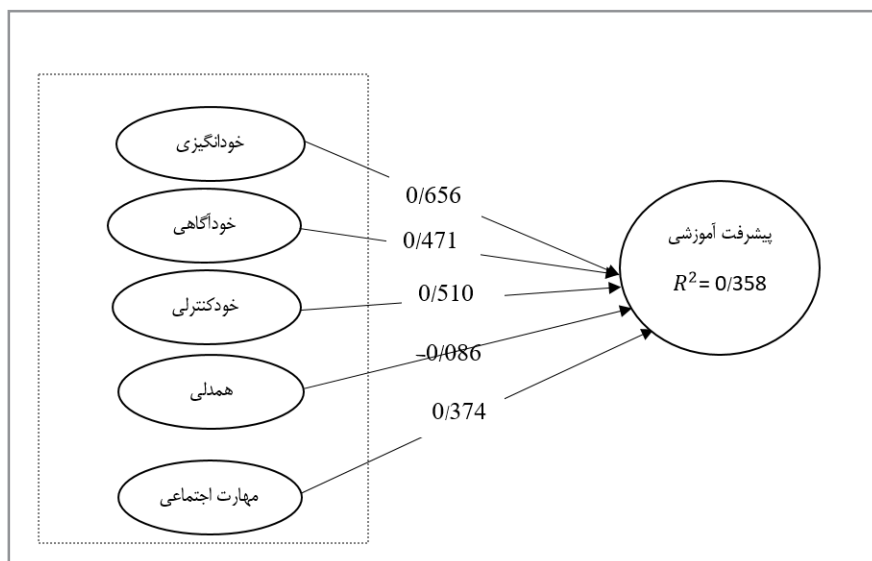 خودانگیزی
0/656
خودآگاهی
0/471
خودکنترلی
0/510
همدلی
–0/086
مهارت اجتماعی
0/374
پیشرفت آموزشی
R²= 0/358